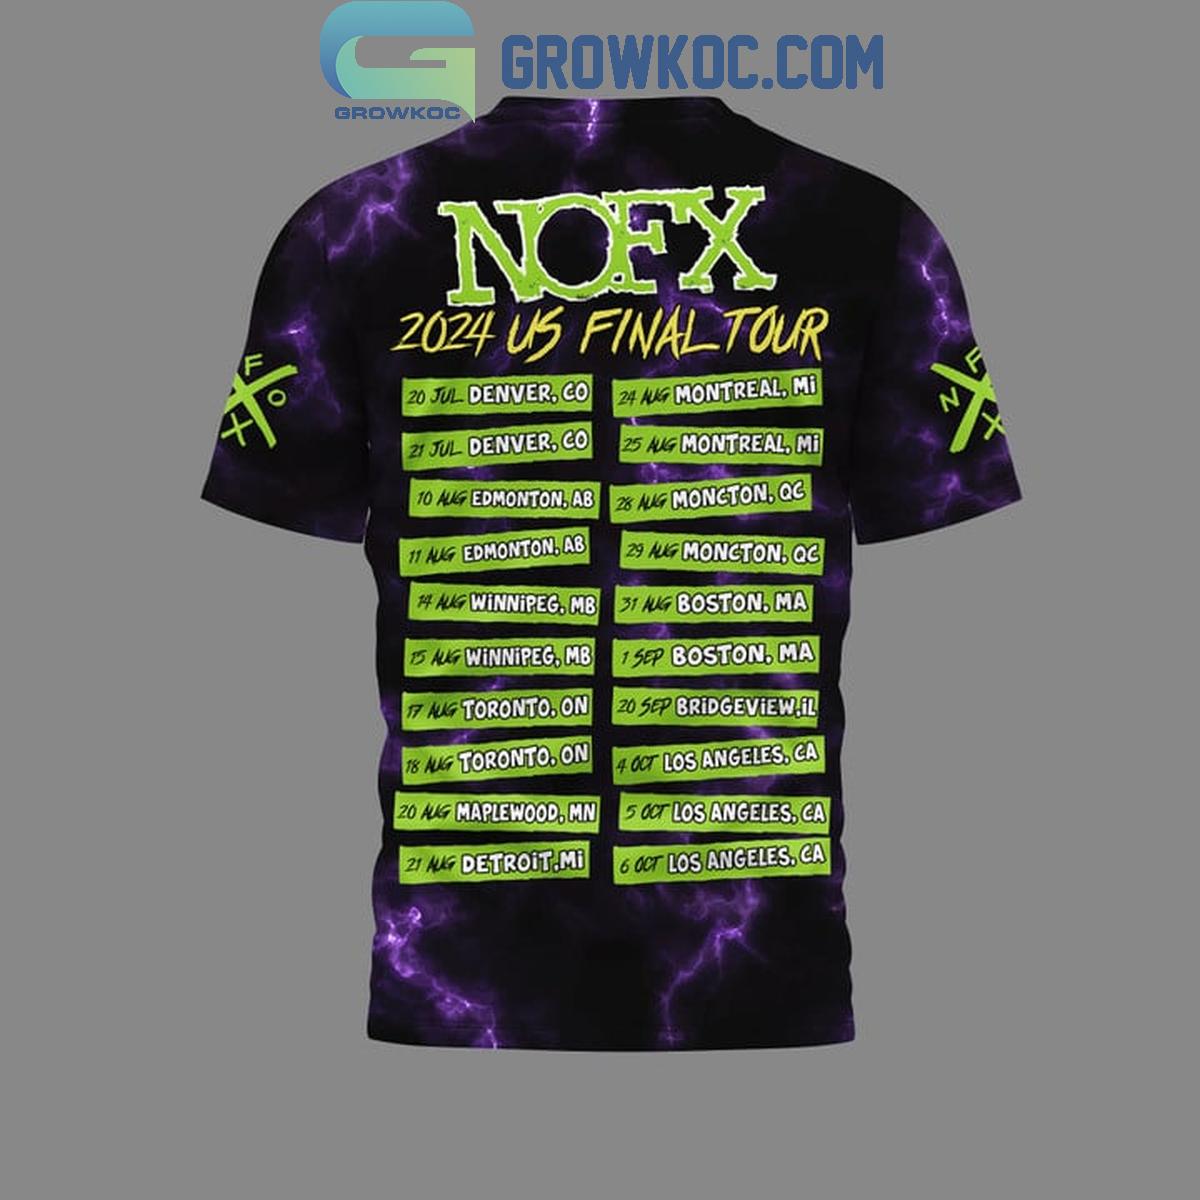 GROWKOC
GROWKOC.COM
NOFX
2024 US FINAL TOUR
20 JUL DENVER, CO
21 JUL DENVER, CO
10 AUG EDMONTON, AB
11 AUG EDMONTON, AB
14 AUG WiNNiPEG, MB
15 AUG WiNNiPEG, MB
17 AUG TORONTO, ON
18 AUG TORONTO, ON
20 AUG MAPLEWOOD, MN
21 AUG DETROiT,Mi
24 AUG MONTREAL, Mi
25 AUG MONTREAL, Mi
28 AUG MONCTON, QC
29 AUG MONCTON, QC
31 AUG BOSTON, MA
1 SEP BOSTON, MA
20 SEP BRiDGEViEW,iL
4 OCT LOS ANGELES, CA
5 OCT LOS ANGELES, CA
6 OCT LOS ANGELES, CA
F
O
X
N
F
X